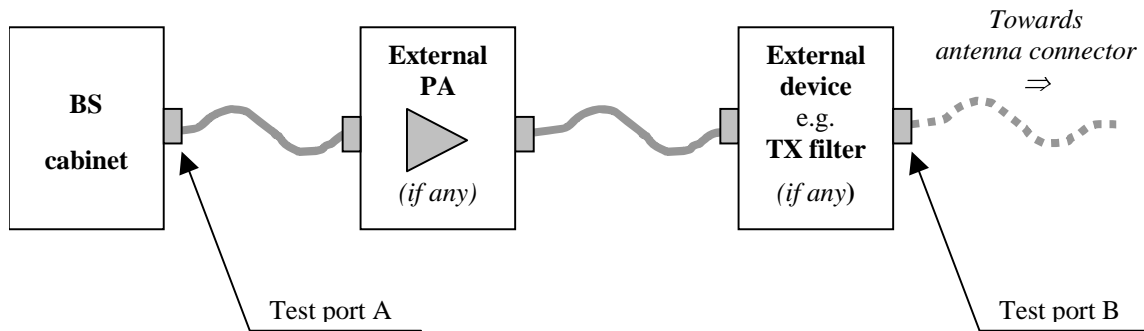 BS
cabinet
External
PA
(if any)
External
device
e.g.
TX filter
(if any)
Towards
antenna connector
⇒
Test port A
Test port B